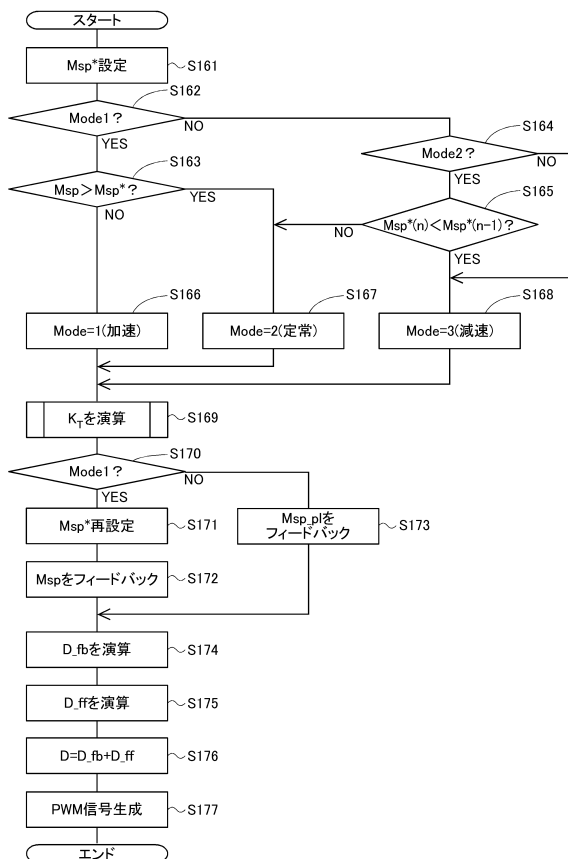 スタート
Msp*設定
S161
S162
Mode1？
NO
YES
S164
Mode2？
NO
YES
S163
Msp＞Msp*？
YES
NO
S165
Msp*(n)＜Msp*(n-1)？
NO
YES
S166
Mode=1(加速)
S167
Mode=2(定常)
S168
Mode=3(減速)
KTを演算
S169
S170
Mode1？
NO
YES
Msp*再設定
S171
Msp_plを
フィードバック
S173
Mspをフィードバック
S172
D_fbを演算
S174
D_ffを演算
S175
D=D_fb+D_ff
S176
PWM信号生成
S177
エンド